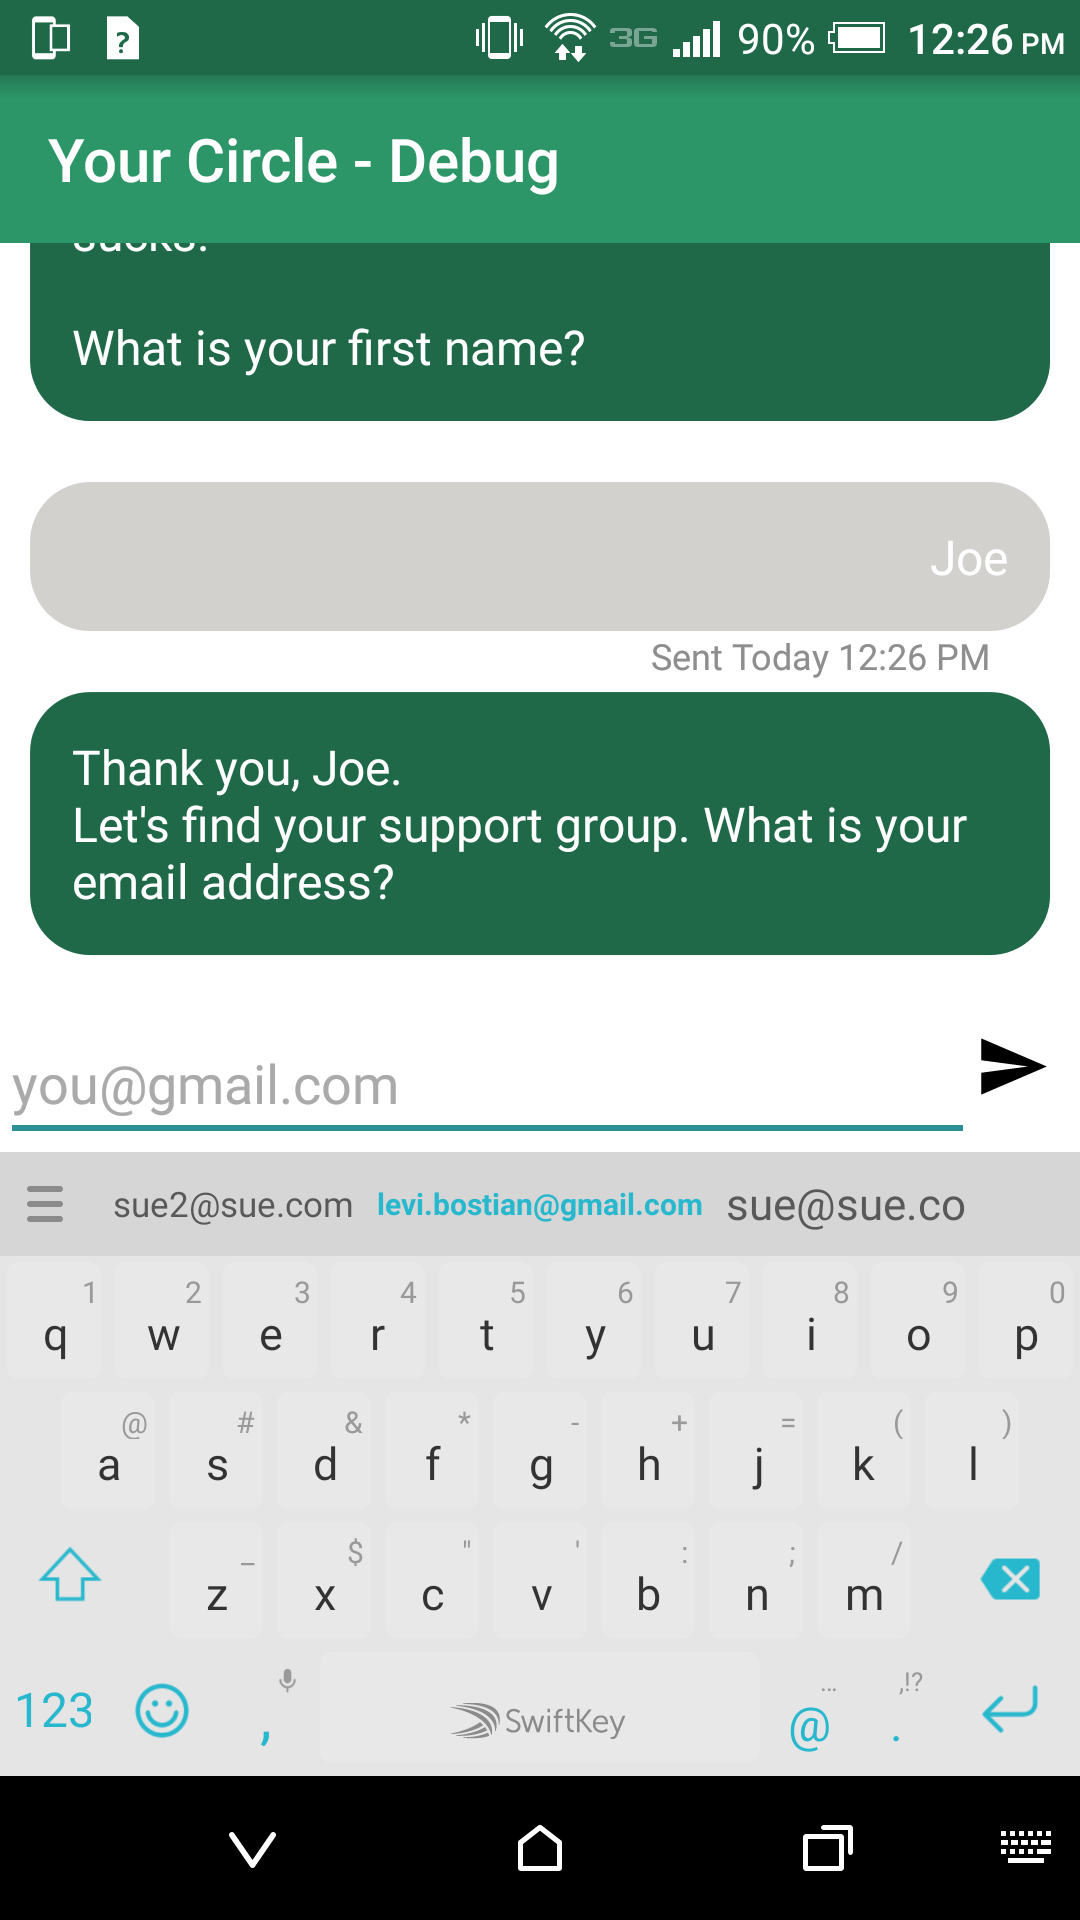 3G 90% 12:26 PM
Your Circle - Debug
sucks.
What is your first name?
Joe
Sent Today 12:26 PM
Thank you, Joe.
Let's find your support group. What is your
email address?
you@gmail.com
sue2@sue.com levi.bostian@gmail.com sue@sue.co
1 2 3 4 5 6 7 8 9 0
q w e r t y u i o p
@ # & * - + = ( )
a s d f g h j k l
_ $ " ' : ; /
z x c v b n m
... ,!?
123 , SwiftKey @ .